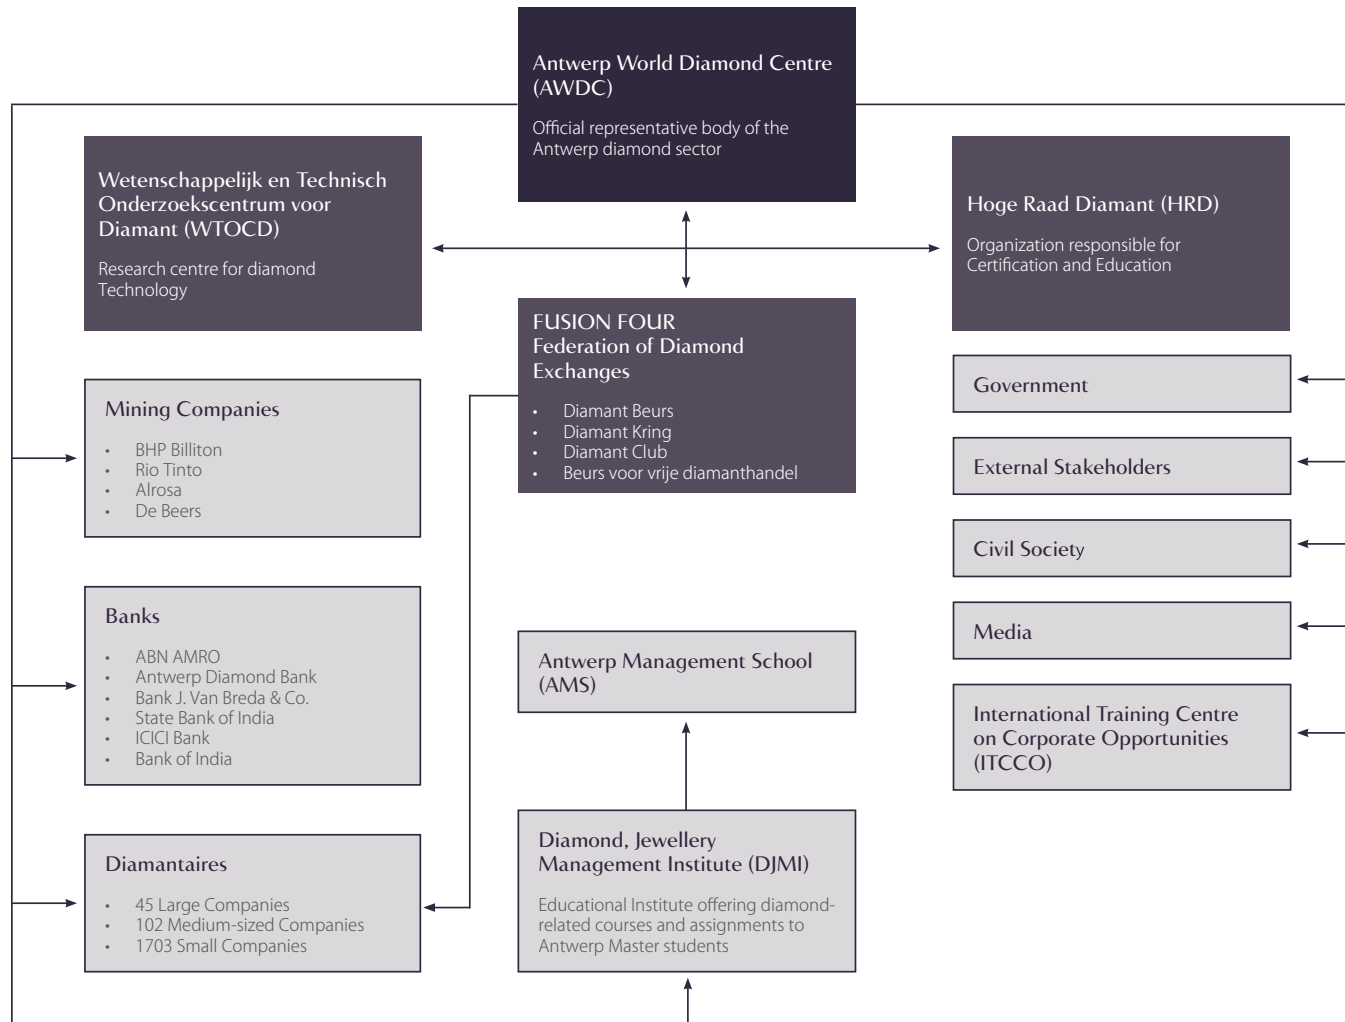 Antwerp World Diamond Centre
(AWDC)
Official representative body of the
Antwerp diamond sector
Wetenschappelijk en Technisch
Onderzoekscentrum voor
Diamant (WTOCD)
Research centre for diamond
Technology
Hoge Raad Diamant (HRD)
Organization responsible for
Certification and Education
FUSION FOUR
Federation of Diamond
Exchanges
• Diamant Beurs
• Diamant Kring
• Diamant Club
• Beurs voor vrije diamanthandel
Mining Companies
• BHP Billiton
• Rio Tinto
• Alrosa
• De Beers
Banks
• ABN AMRO
• Antwerp Diamond Bank
• Bank J. Van Breda & Co.
• State Bank of India
• ICICI Bank
• Bank of India
Diamantaires
• 45 Large Companies
• 102 Medium-sized Companies
• 1703 Small Companies
Antwerp Management School
(AMS)
Diamond, Jewellery
Management Institute (DJMI)
Educational Institute offering diamond-
related courses and assignments to
Antwerp Master students
Government
External Stakeholders
Civil Society
Media
International Training Centre
on Corporate Opportunities
(ITCCO)